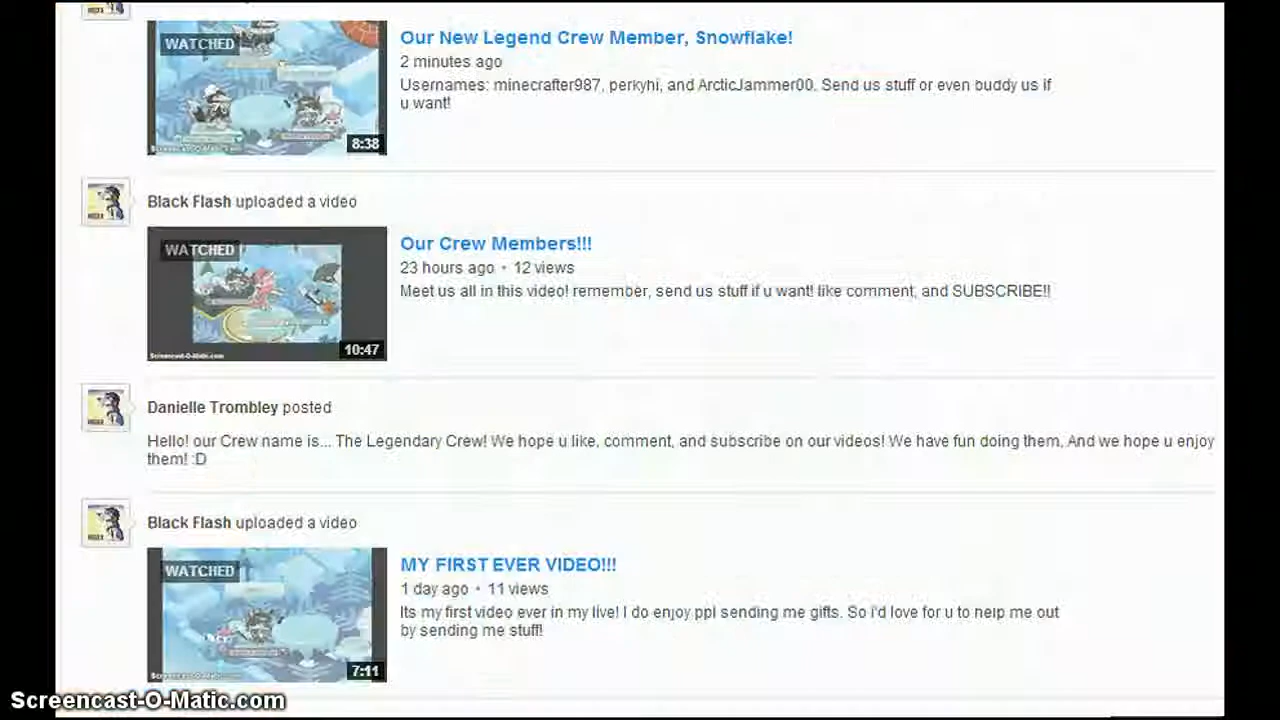 WATCHED
8:38
Our New Legend Crew Member, Snowflake!
2 minutes ago
Usernames: minecrafter987, perkyhi, and ArcticJammer00. Send us stuff or even buddy us if
u want!
Black Flash uploaded a video
WATCHED
10:47
Screencast-O-Matic.com
Our Crew Members!!!
23 hours ago • 12 views
Meet us all in this video! remember, send us stuff if u want! like comment, and SUBSCRIBE!!
Danielle Trombley posted
Hello! our Crew name is... The Legendary Crew! We hope u like, comment, and subscribe on our videos! We have fun doing them. And we hope u enjoy
them! :D
Black Flash uploaded a video
WATCHED
7:11
Screencast-O-Matic.com
MY FIRST EVER VIDEO!!!
1 day ago • 11 views
Its my first video ever in my live! I do enjoy ppl sending me gifts. So i'd love for u to help me out
by sending me stuff!
Screencast-O-Matic.com